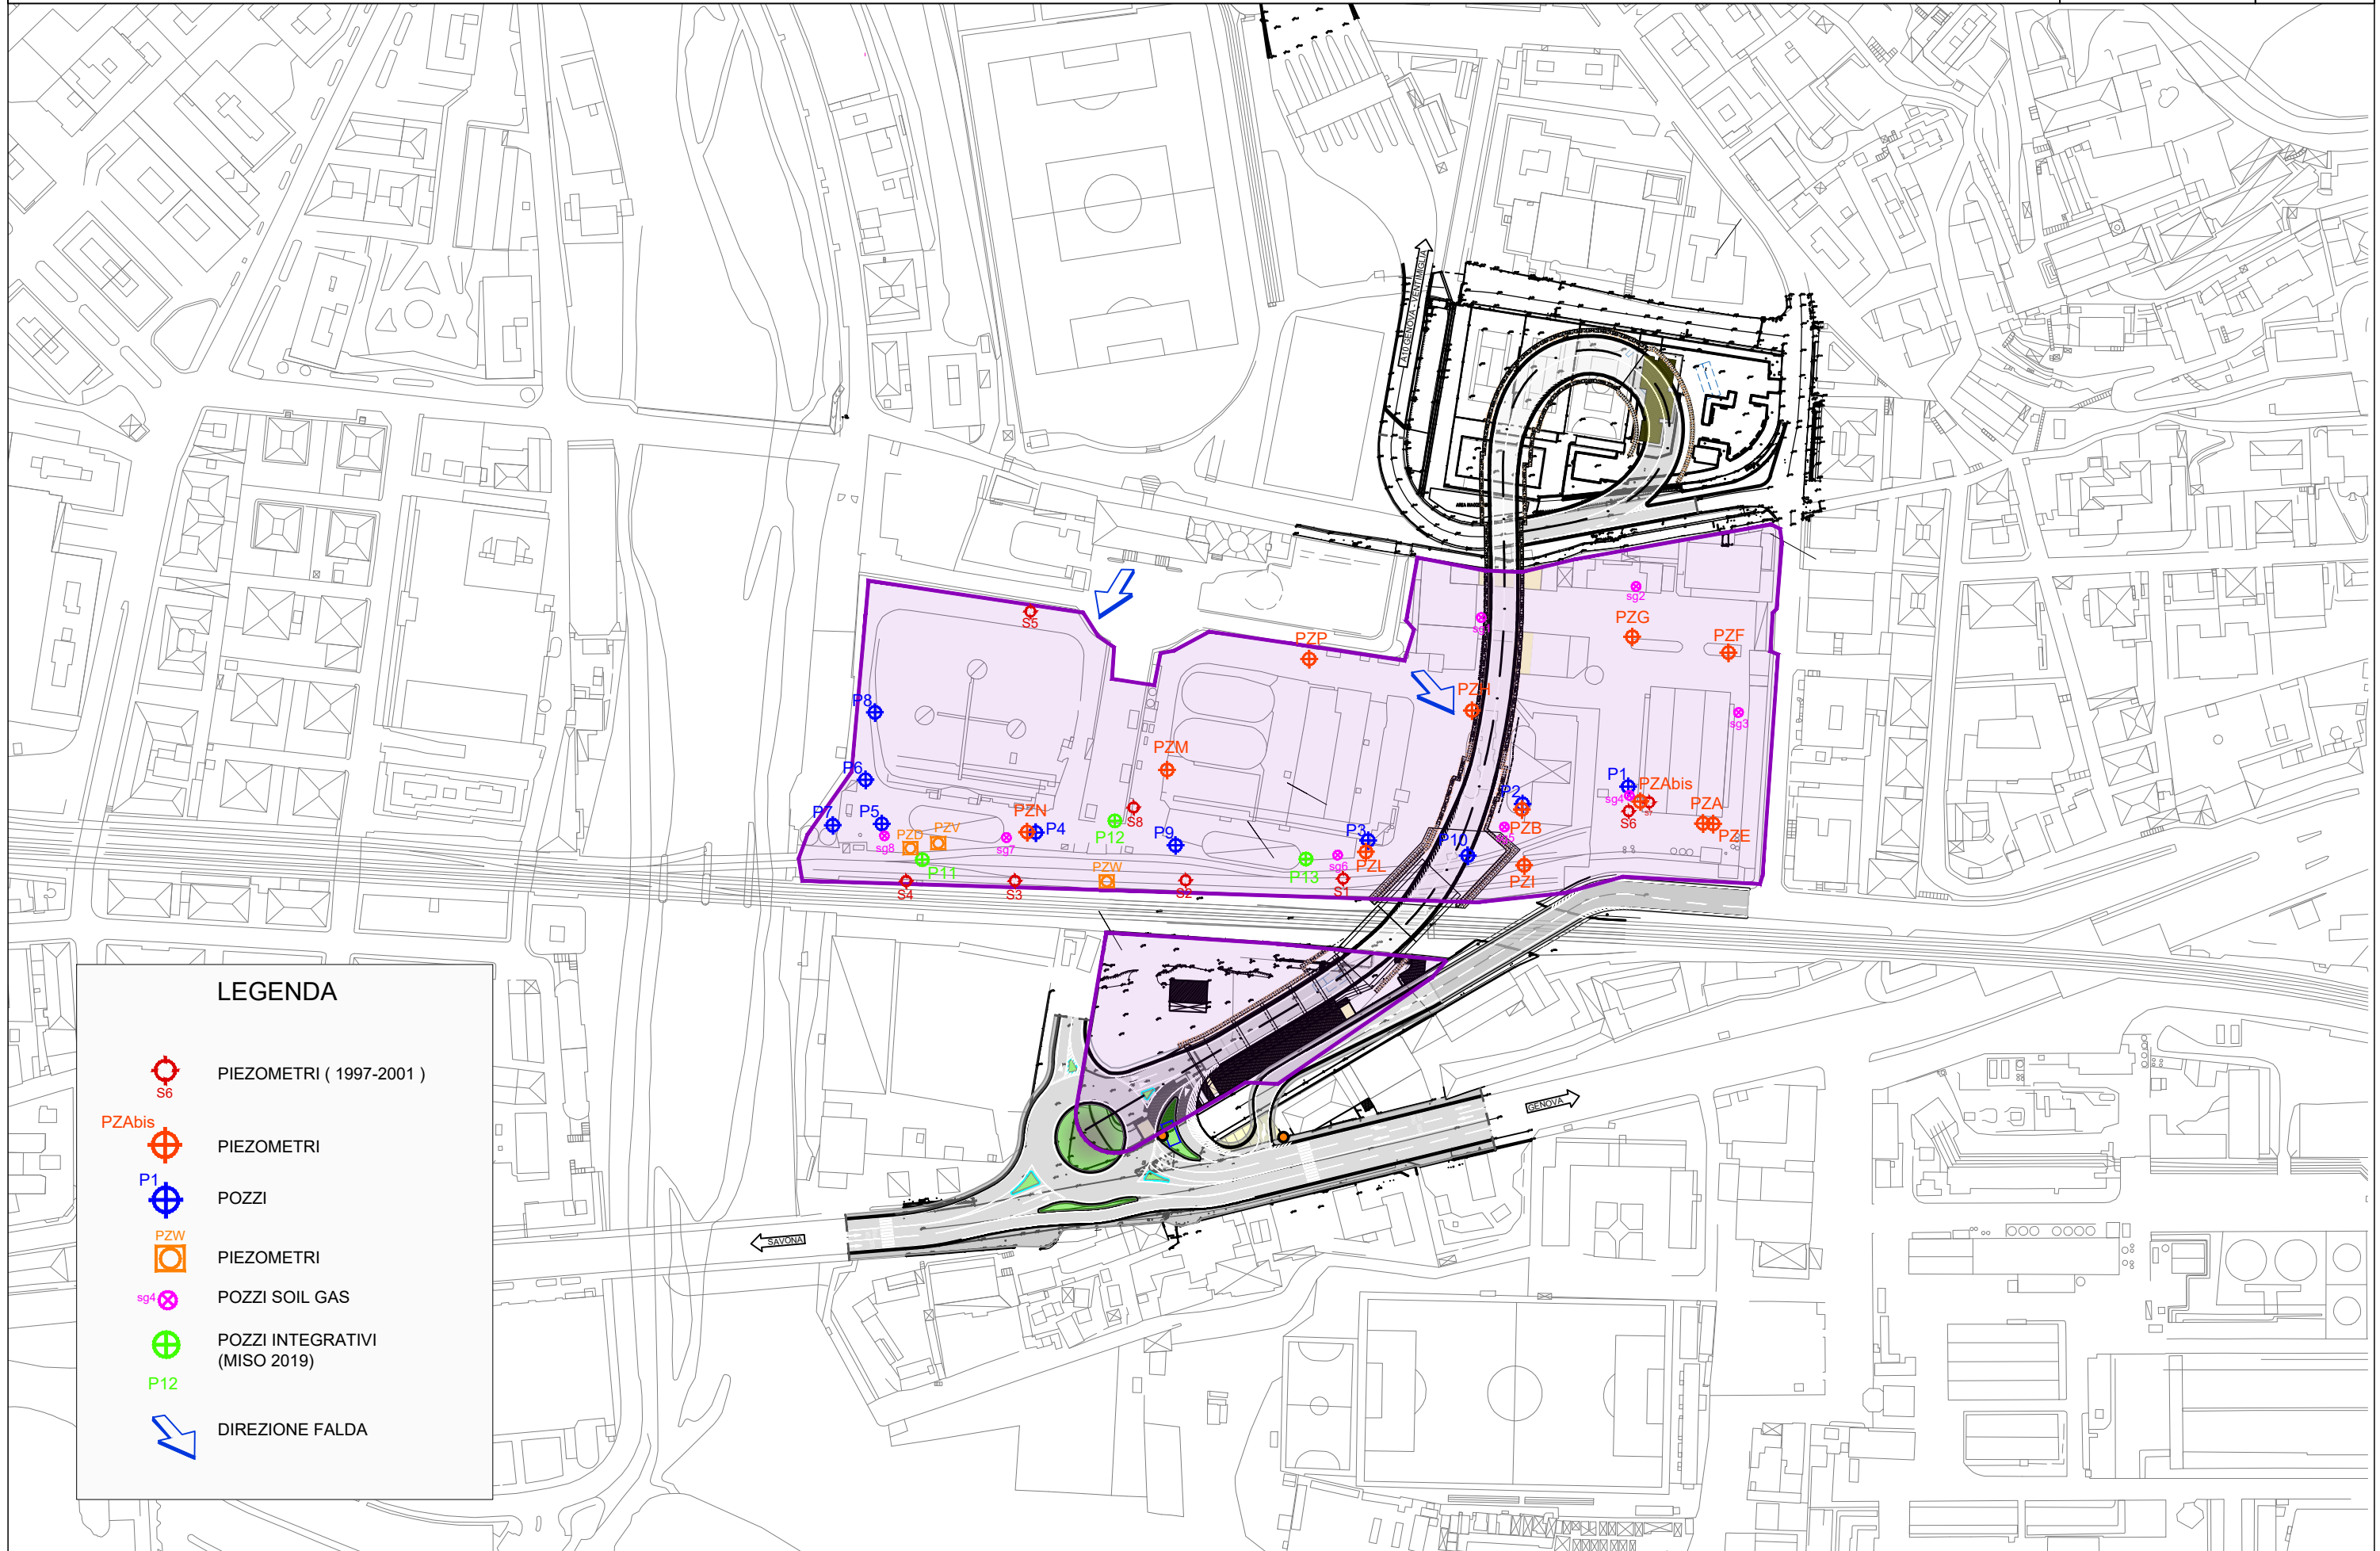 A10 GENOVA - VENTIMIGLIA
sg2
S5
PZG
PZF
PZP
PZH
sg3
P8
PZM
P6
P1
PZAbis
sg4
P2
PZA
P7
P5
PZN
P4
S8
P12
S6
PZB
PZE
PZV
sg8
sg7
P9
P3
P10
P11
PZW
P13
sg6
PZL
PZI
S4
S3
S2
S1
GENOVA
SAVONA
LEGENDA
S6
PIEZOMETRI ( 1997-2001 )
PZAbis
PIEZOMETRI
P1
POZZI
PZW
PIEZOMETRI
sg4
POZZI SOIL GAS
POZZI INTEGRATIVI
(MISO 2019)
P12
DIREZIONE FALDA